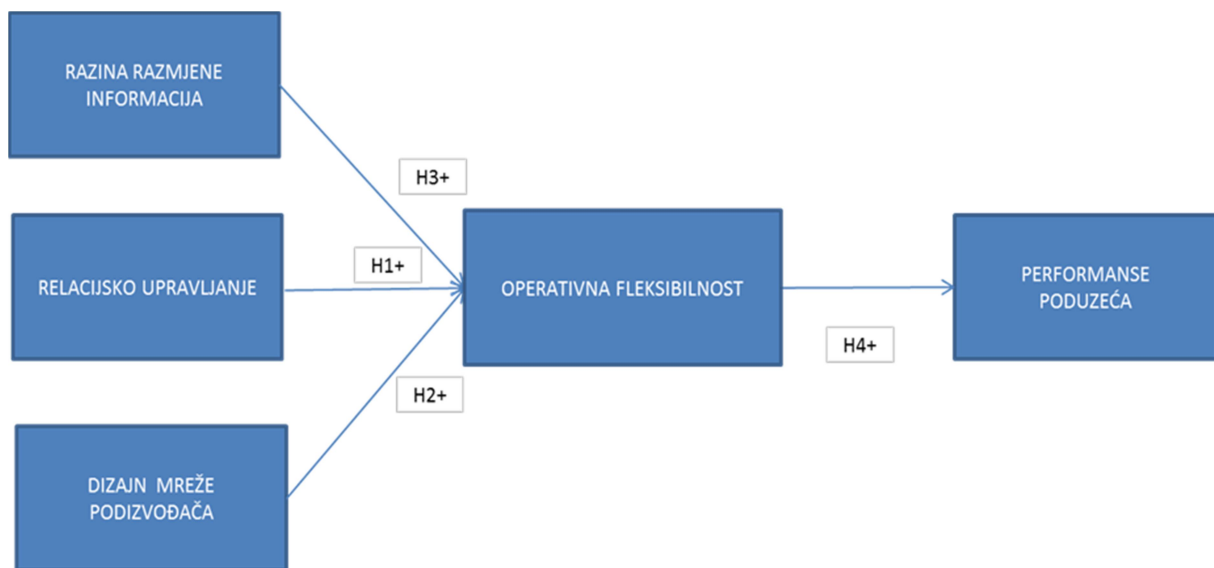 RAZINA RAZMJENE
INFORMACIJA
H3+
RELACIJSKO UPRAVLJANJE
H1+
OPERATIVNA FLEKSIBILNOST
PERFORMANSE
PODUZEĆA
H4+
H2+
DIZAJN MREŽE
PODIZVOĐAČA